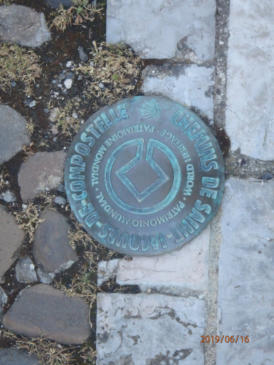 CHEMINS DE SAINT-JACQUES-DE-COMPOSTELLE
WORLD HERITAGE · PATRIMOINE MONDIAL
PATRIMONIO MUNDIAL
2019/06/16